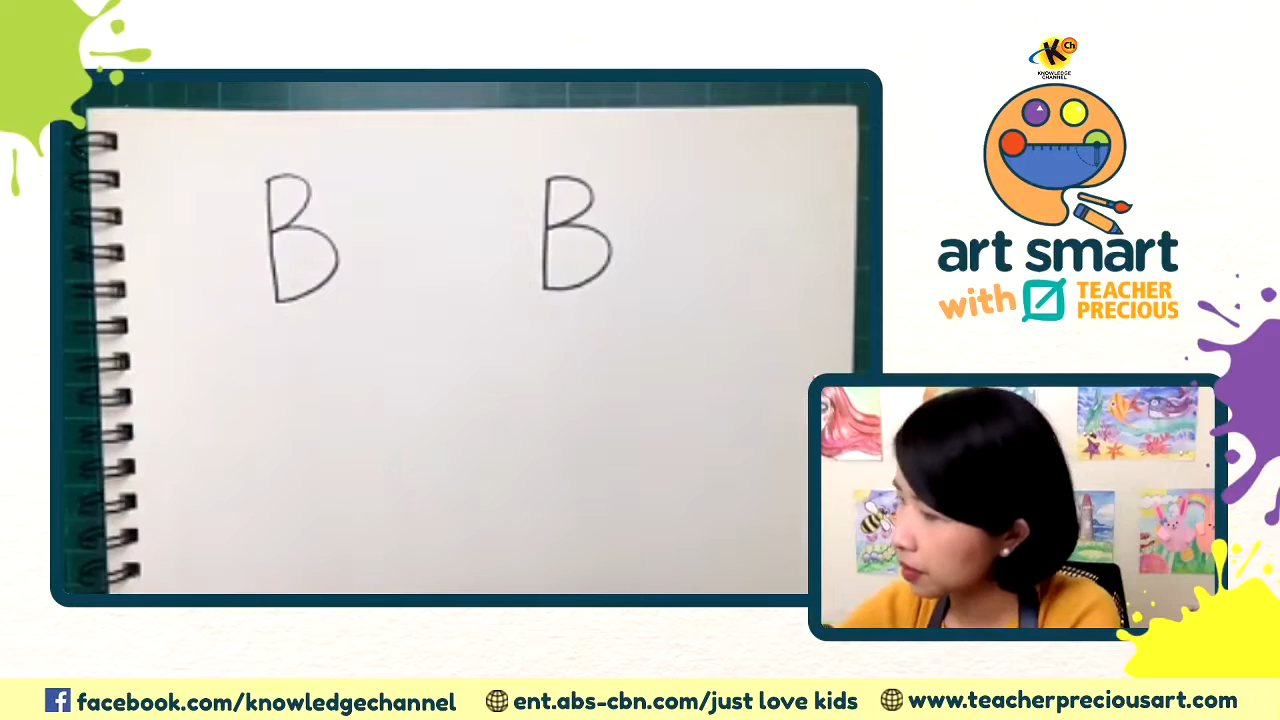 B B
K Ch
KNOWLEDGE
CHANNEL
art smart
with TEACHER
PRECIOUS
facebook.com/knowledgechannel ent.abs-cbn.com/just love kids www.teacherpreciousart.com